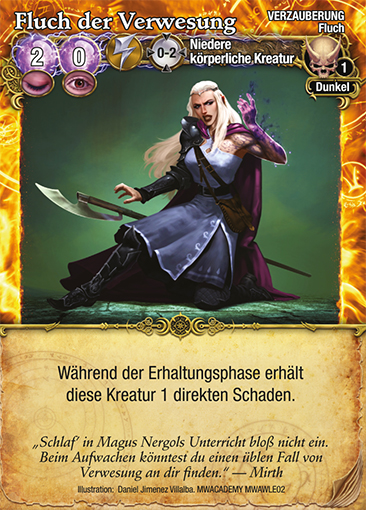 Fluch der Verwesung
VERZAUBERUNG
Fluch
2 0 0-2
Niedere
körperliche Kreatur
1
Dunkel
Während der Erhaltungsphase erhält
diese Kreatur 1 direkten Schaden.
„Schlaf' in Magus Nergols Unterricht bloß nicht ein.
Beim Aufwachen könntest du einen üblen Fall von
Verwesung an dir finden.“ — Mirth
Illustration: Daniel Jimenez Villalba. MWACADEMY MWAWLE02